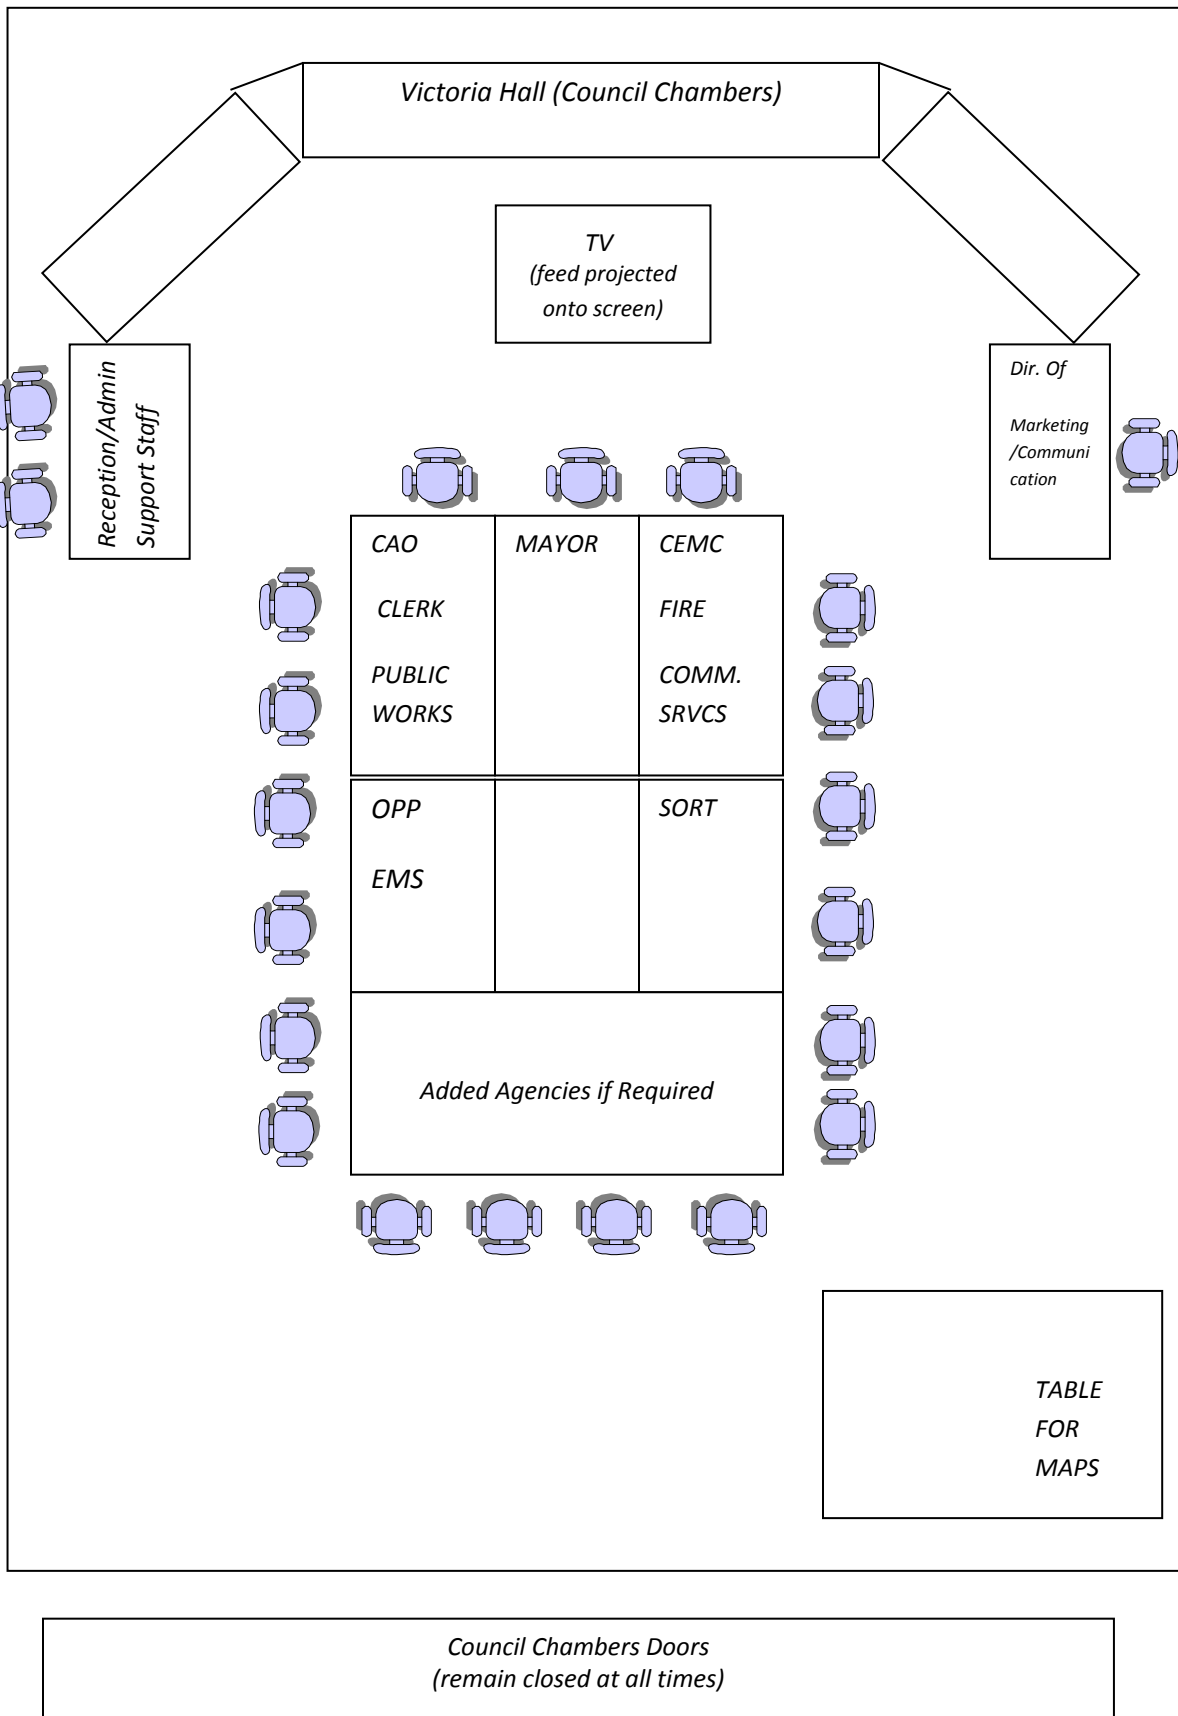 Victoria Hall (Council Chambers)
TV
(feed projected
onto screen)
Reception/Admin
Support Staff
Dir. Of
Marketing
/Communi
cation
CAO
MAYOR
CEMC
CLERK
FIRE
PUBLIC
WORKS
COMM.
SRVCS
OPP
SORT
EMS
Added Agencies if Required
TABLE
FOR
MAPS
Council Chambers Doors
(remain closed at all times)